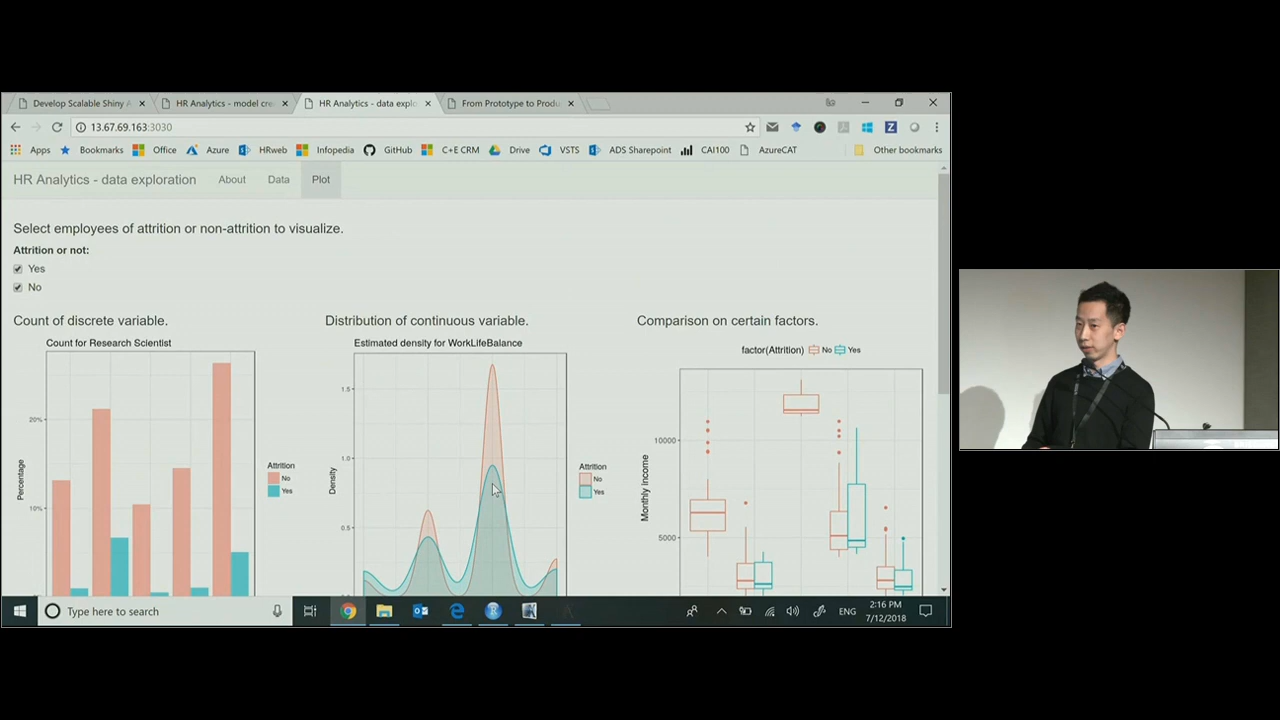 Develop Scalable Shiny A
HR Analytics - model cre
HR Analytics - data explo
From Prototype to Produ
13.67.69.163:3030
Apps Bookmarks Office Azure HRweb Infopedia GitHub C+E CRM Drive VSTS ADS Sharepoint CAI100 AzureCAT Other bookmarks
HR Analytics - data exploration About Data Plot
Select employees of attrition or non-attrition to visualize.
Attrition or not:
Yes
No
Count of discrete variable.
Count for Research Scientist
Percentage
20%
10%
Attrition
No
Yes
Distribution of continuous variable.
Estimated density for WorkLifeBalance
Density
1.5
1.0
0.5
Attrition
No
Yes
Comparison on certain factors.
factor(Attrition) No Yes
Monthly Income
10000
5000
Type here to search
ENG
2:16 PM
7/12/2018